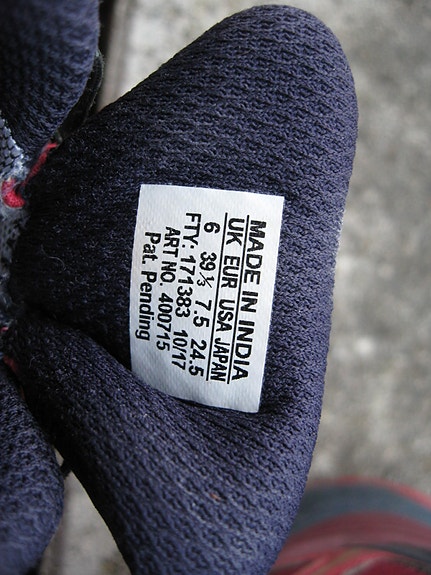 MADE IN INDIA
UK EUR USA JAPAN
6 39⅓ 7.5 24.5
FTY: 171383 10/17
ART NO. 400715
Pat. Pending